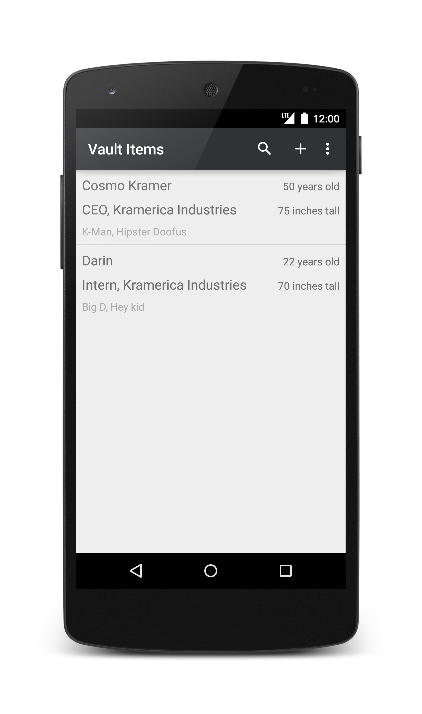 LTE 12:00
Vault Items
Cosmo Kramer 50 years old
CEO, Kramerica Industries 75 inches tall
K-Man, Hipster Doofus
Darin 22 years old
Intern, Kramerica Industries 70 inches tall
Big D, Hey kid